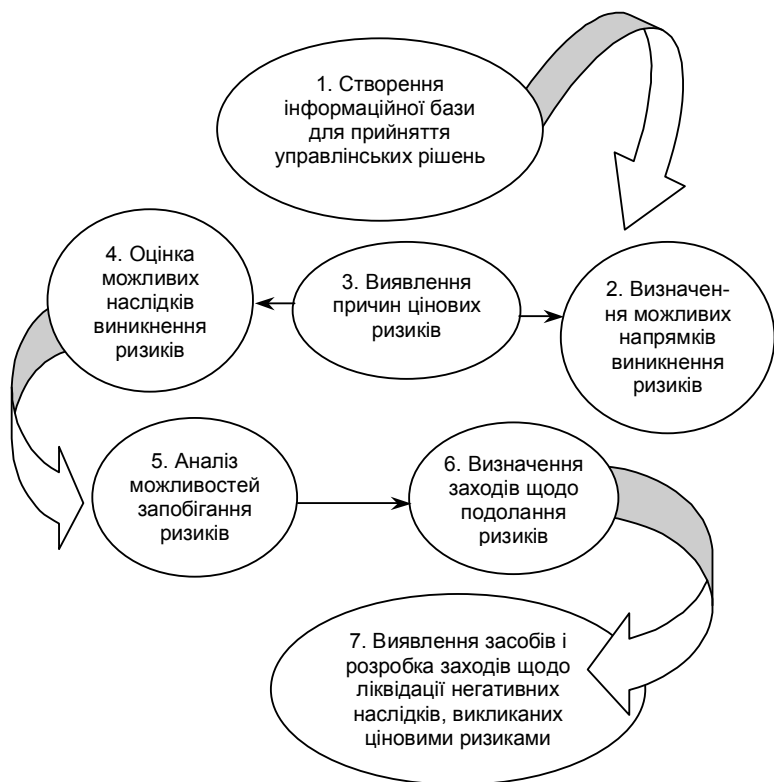 1. Створення
інформаційної бази
для прийняття
управлінських рішень
2. Визначен-
ня можливих
напрямків
виникнення
ризиків
3. Виявлення
причин цінових
ризиків
4. Оцінка
можливих
наслідків
виникнення
ризиків
5. Аналіз
можливостей
запобігання
ризиків
6. Визначення
заходів щодо
подолання
ризиків
7. Виявлення засобів і
розробка заходів щодо
ліквідації негативних
наслідків, викликаних
ціновими ризиками